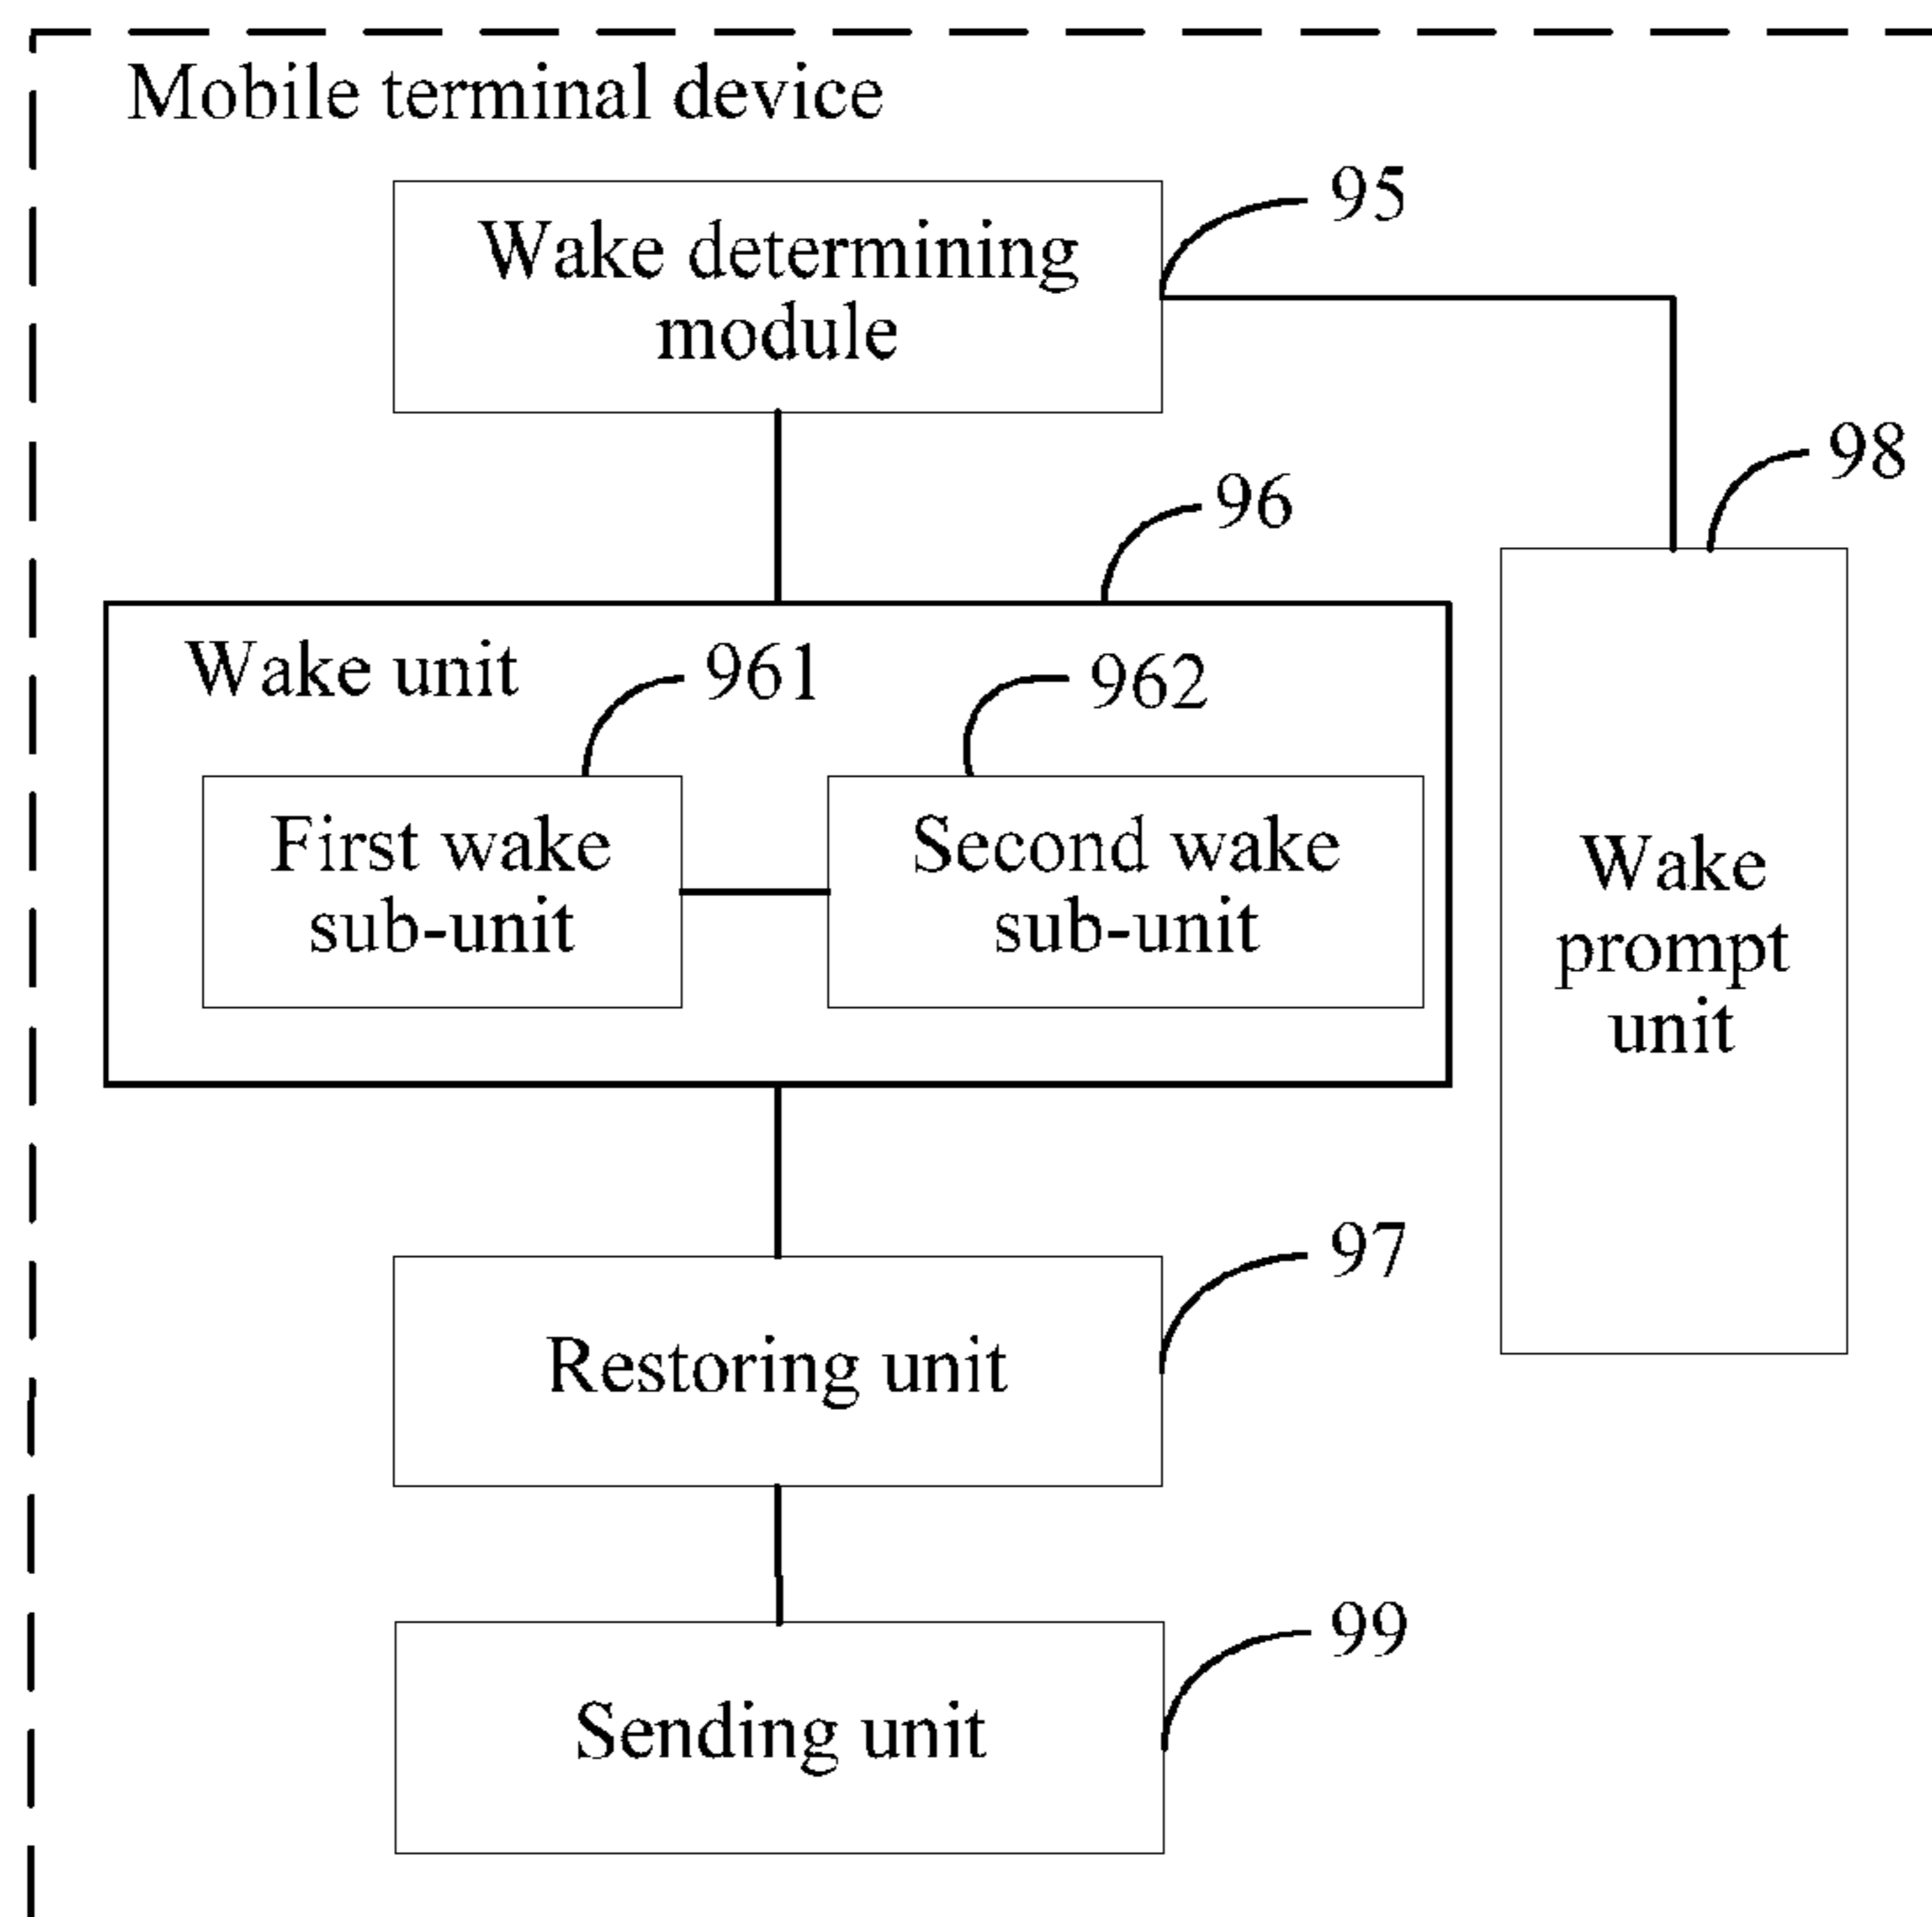 Mobile terminal device
95
Wake determining
module
98
96
Wake unit
961
962
First wake
sub-unit
Second wake
sub-unit
Wake
prompt
unit
97
Restoring unit
99
Sending unit